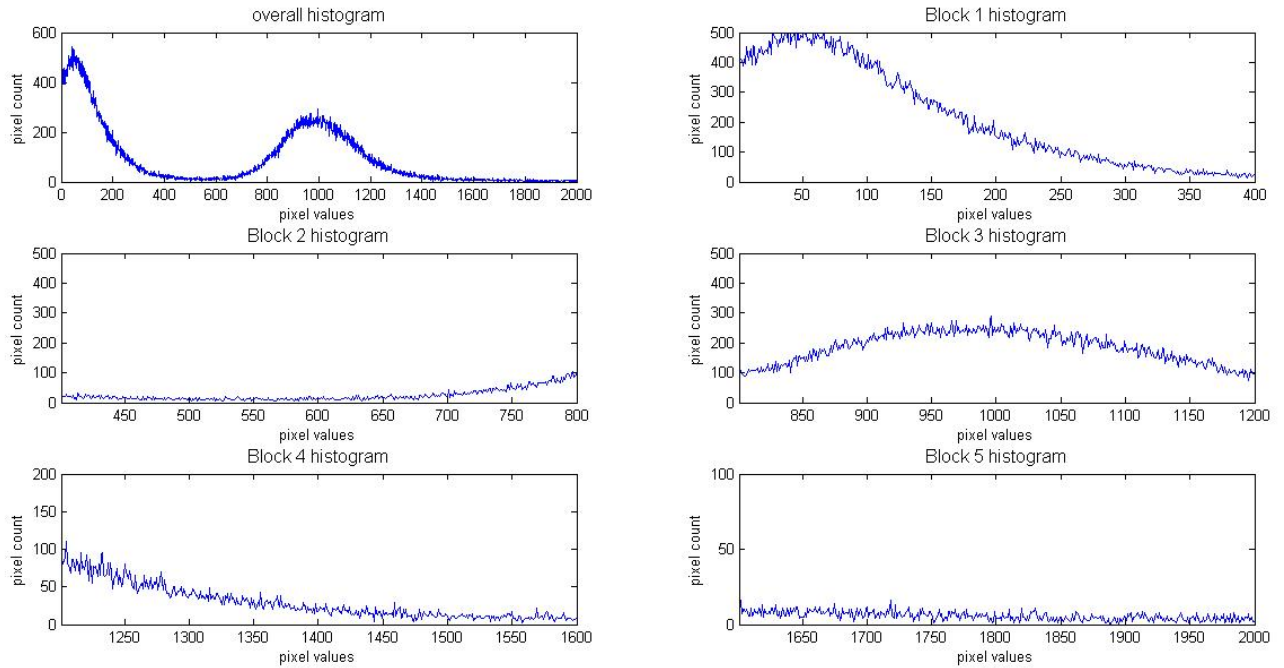 overall histogram
600
400
200
0
pixel count
0 200 400 600 800 1000 1200 1400 1600 1800 2000
pixel values
Block 1 histogram
500
400
300
200
100
0
pixel count
50 100 150 200 250 300 350 400
pixel values
Block 2 histogram
500
400
300
200
100
0
pixel count
450 500 550 600 650 700 750 800
pixel values
Block 3 histogram
500
400
300
200
100
0
pixel count
850 900 950 1000 1050 1100 1150 1200
pixel values
Block 4 histogram
200
150
100
50
0
pixel count
1250 1300 1350 1400 1450 1500 1550 1600
pixel values
Block 5 histogram
100
50
0
pixel count
1650 1700 1750 1800 1850 1900 1950 2000
pixel values